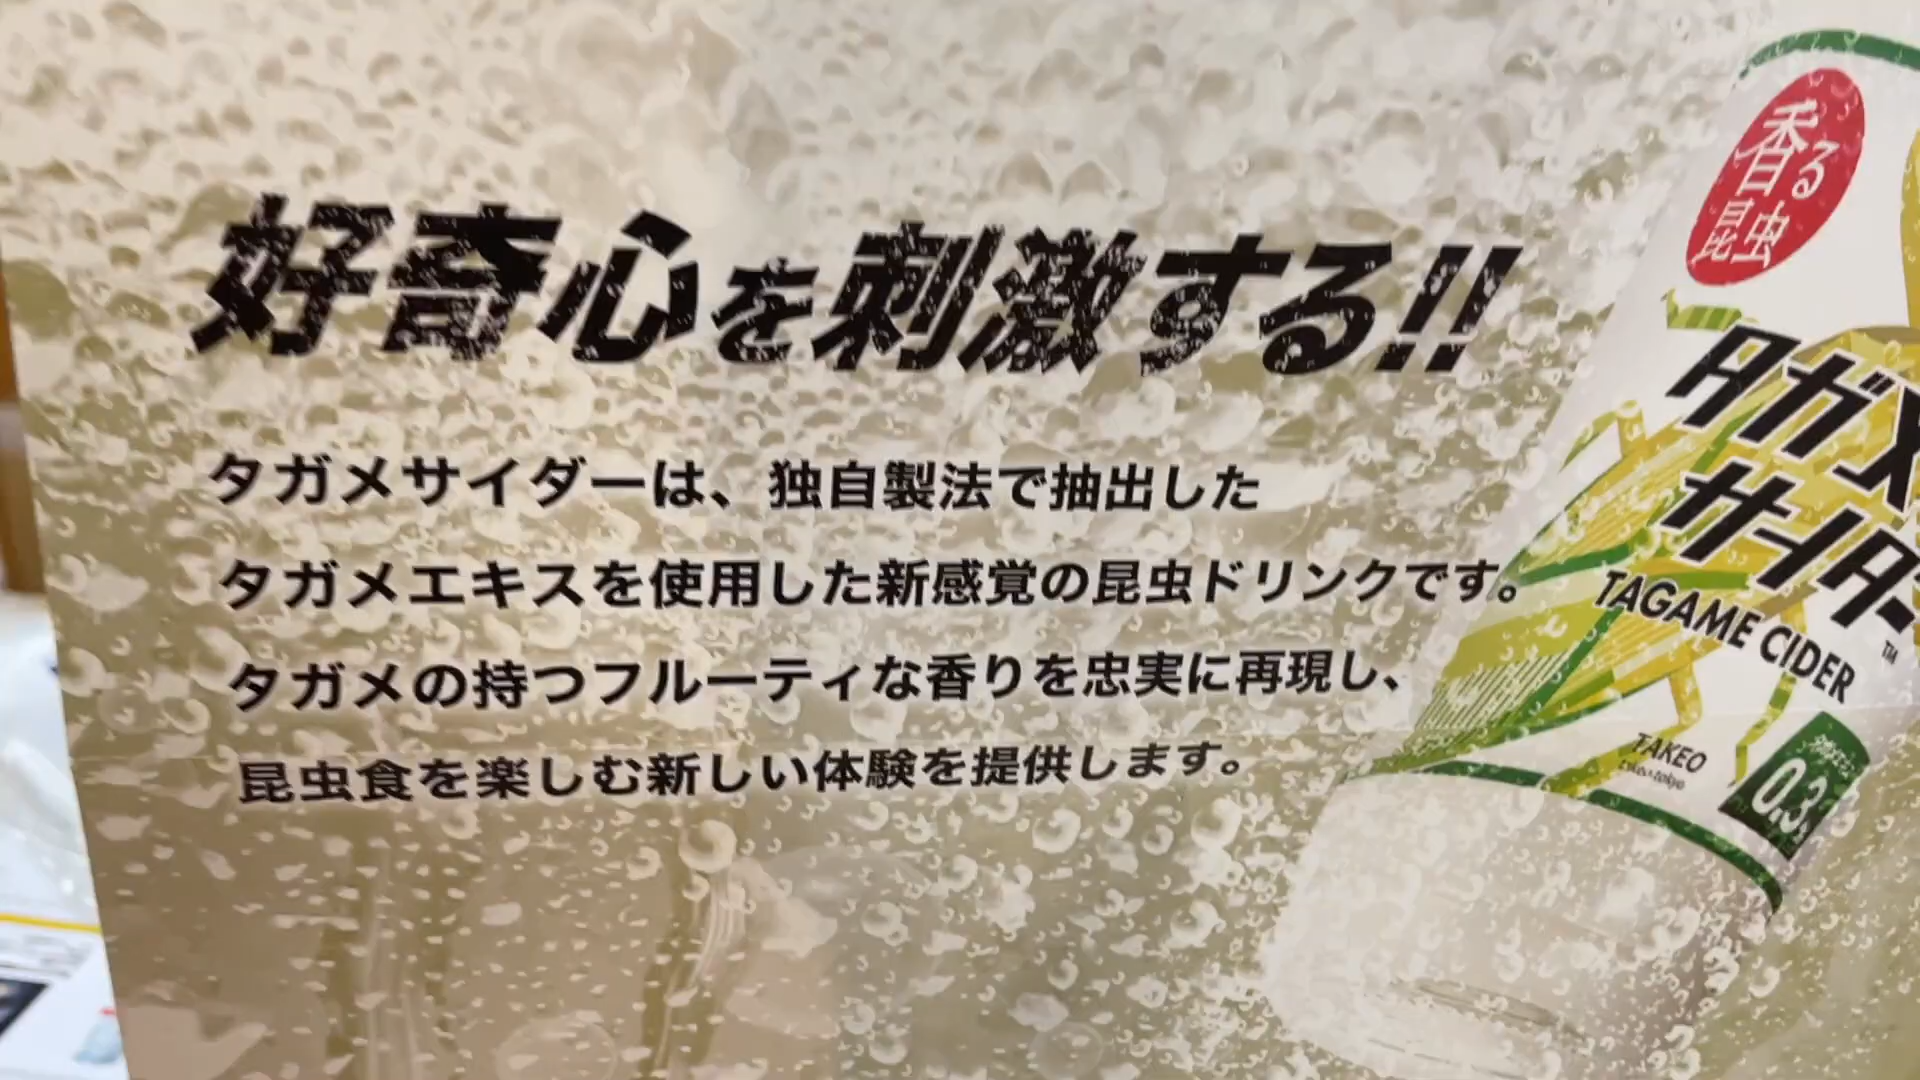 好奇心を刺激する!!
タガメサイダーは、独自製法で抽出した
タガメエキスを使用した新感覚の昆虫ドリンクです。
タガメの持つフルーティな香りを忠実に再現し、
昆虫食を楽しむ新しい体験を提供します。
香る
昆虫
タガメ
サイダー
TAGAME CIDER
TM
TAKEO
0.3